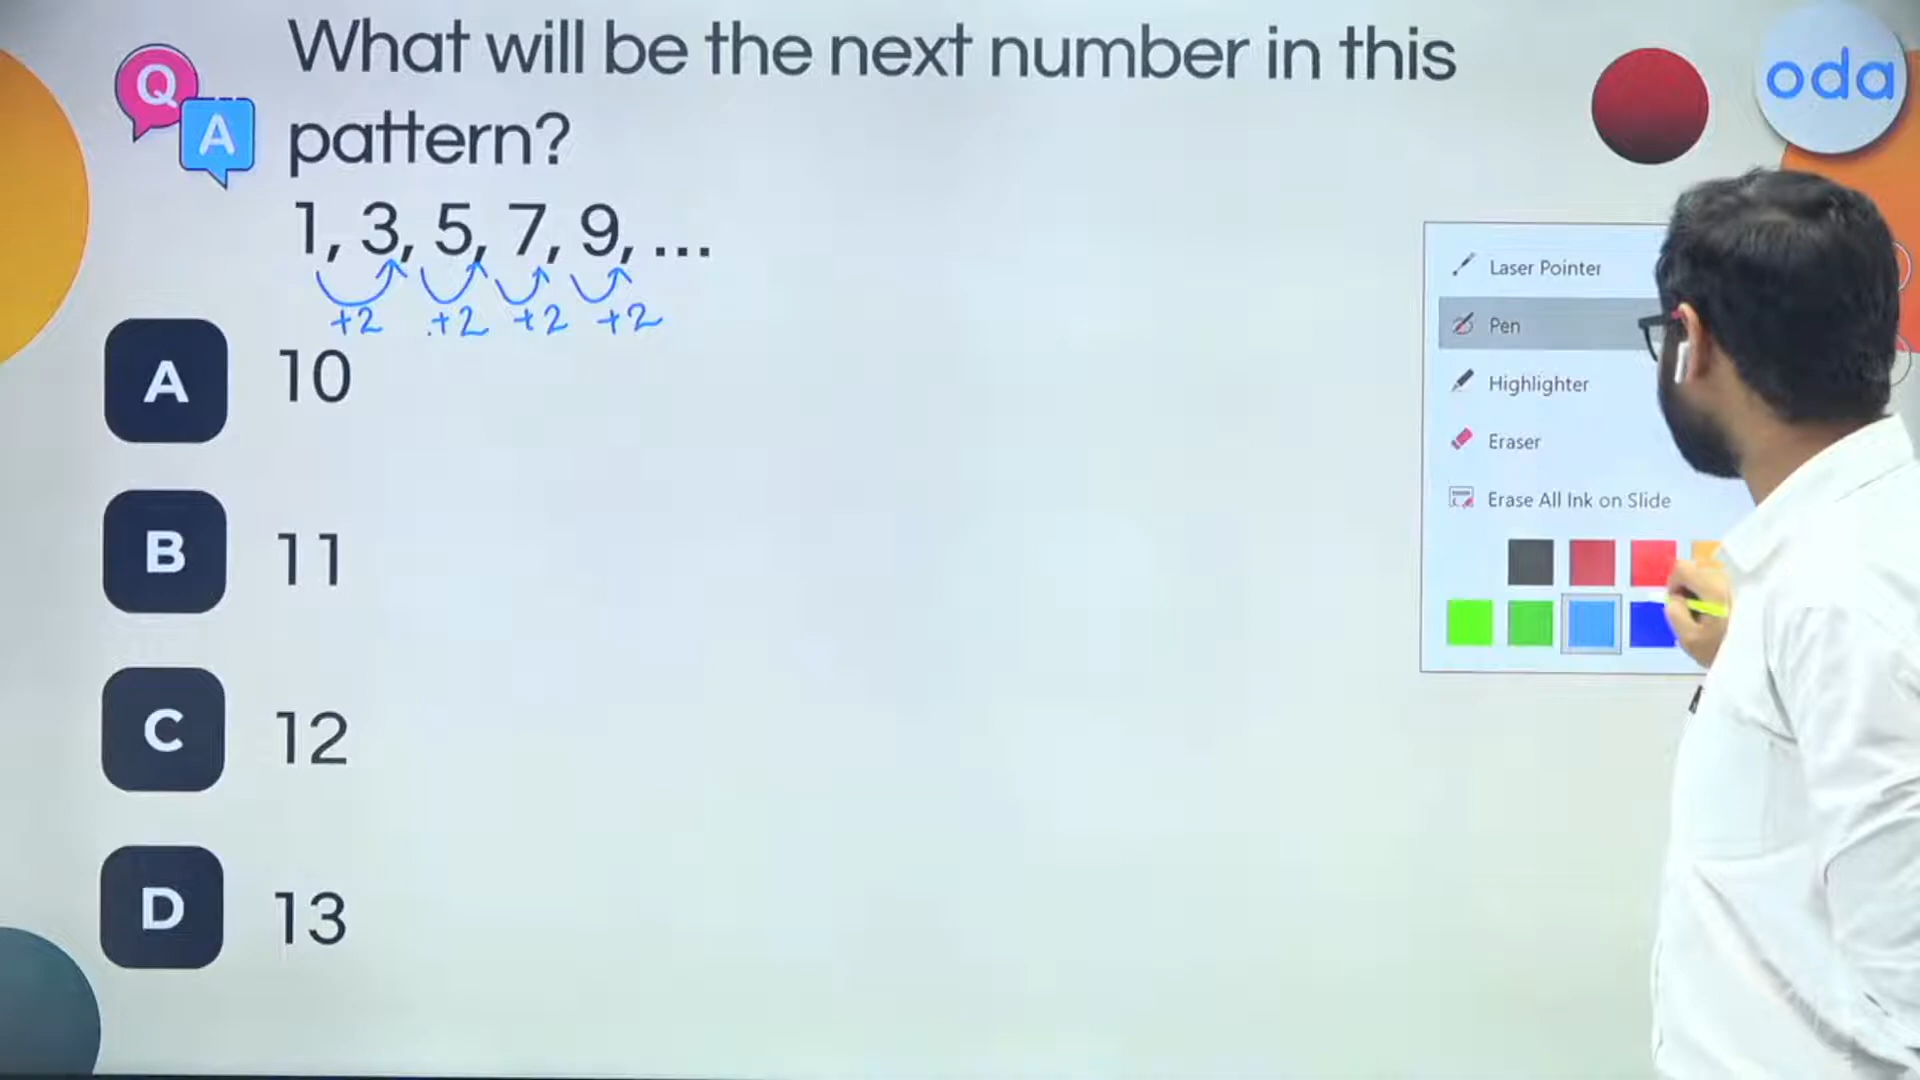 What will be the next number in this
Q
A
pattern?
1, 3, 5, 7, 9, ...
+2 +2 +2 +2
A 10
B 11
C 12
D 13
oda
Laser Pointer
Pen
Highlighter
Eraser
Erase All Ink on Slide